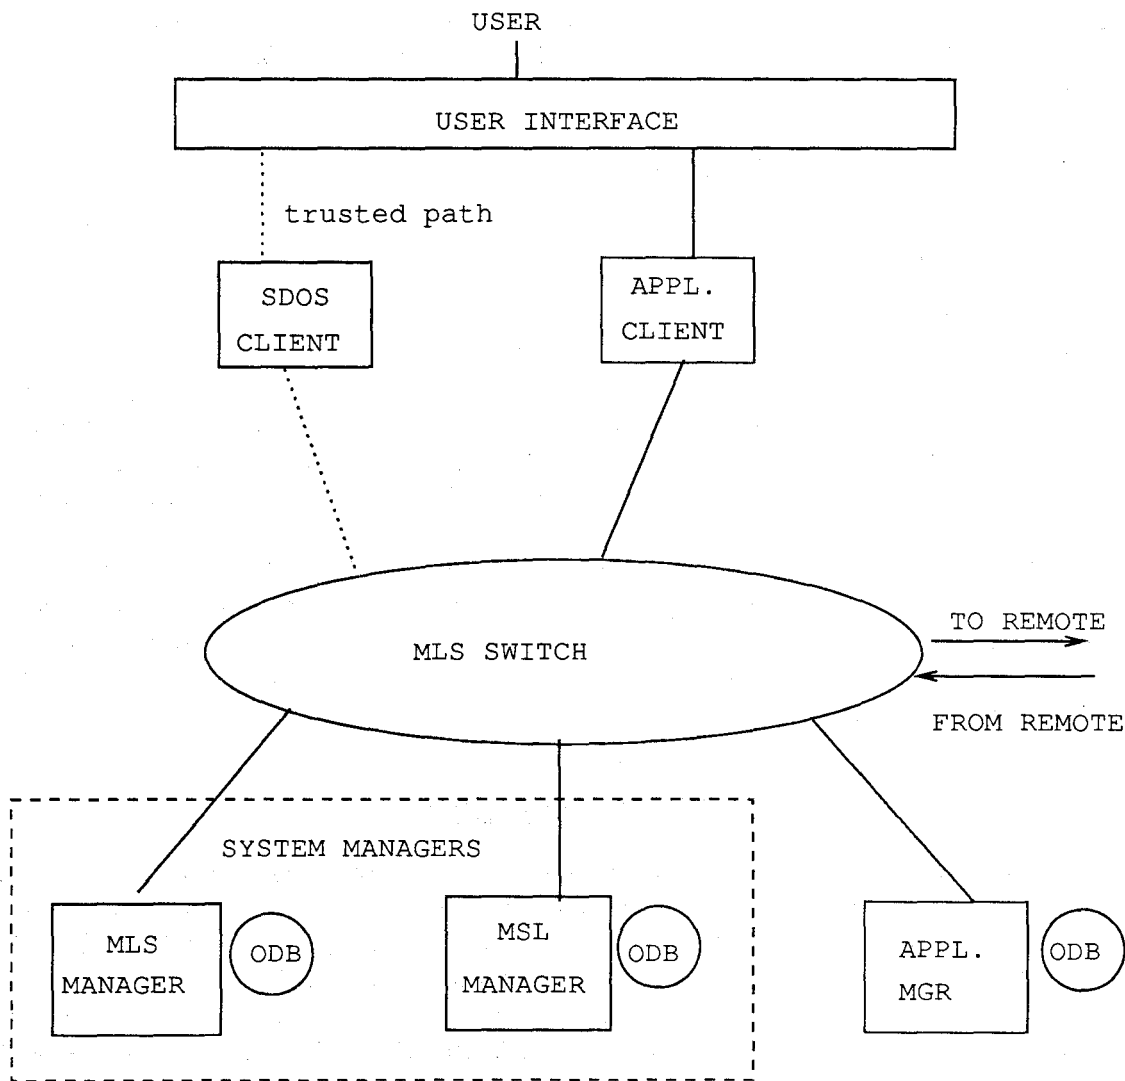 USER
USER INTERFACE
trusted path
SDOS
CLIENT
APPL.
CLIENT
MLS SWITCH
TO REMOTE
FROM REMOTE
SYSTEM MANAGERS
MLS
MANAGER
ODB
MSL
MANAGER
ODB
APPL.
MGR
ODB